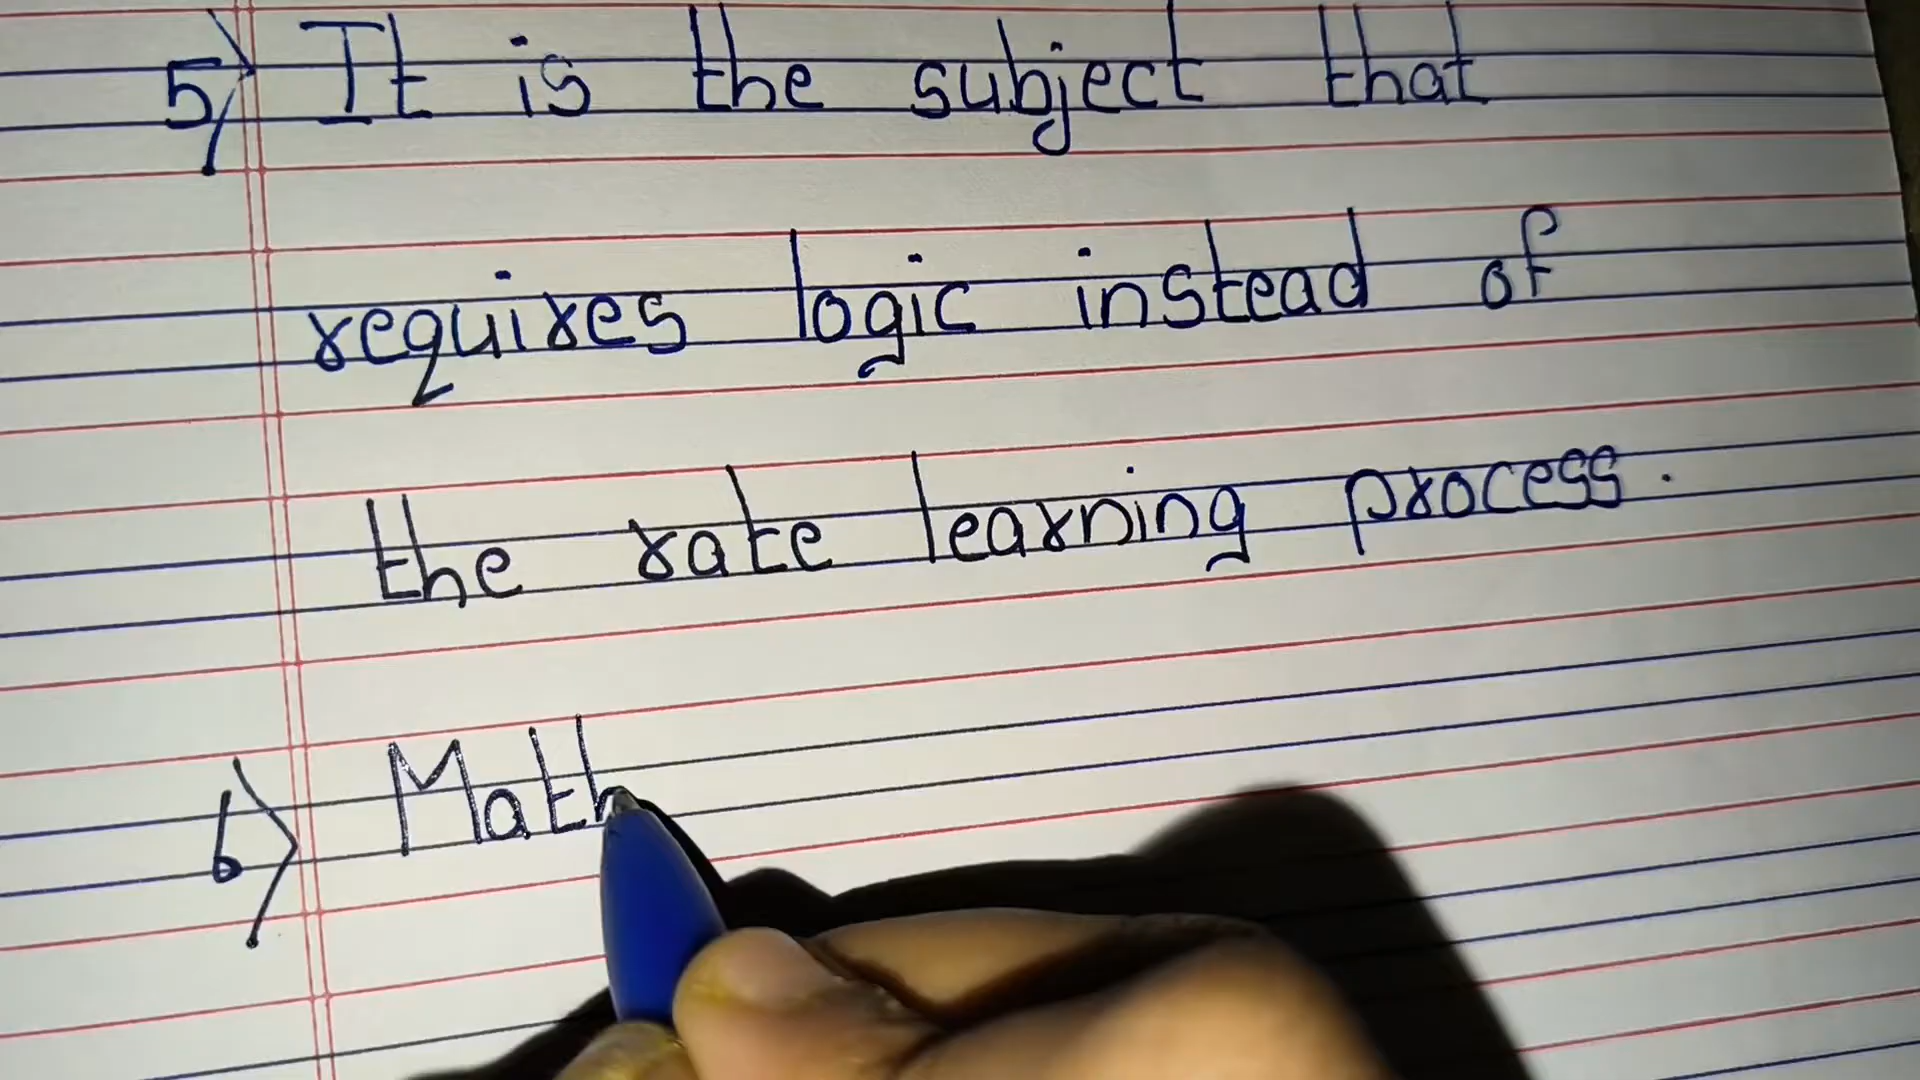 5) It is the subject that
requires logic instead of
the rate learning process.
6) Math